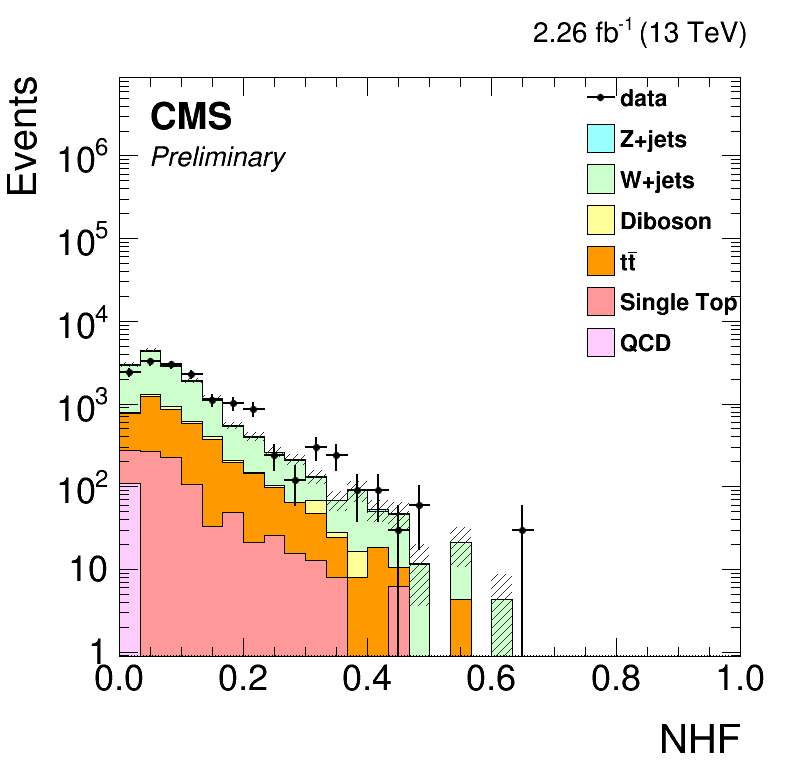 2.26 fb⁻¹ (13 TeV)
Events
CMS
Preliminary
data
Z+jets
W+jets
Diboson
tt̄
Single Top
QCD
10⁶
10⁵
10⁴
10³
10²
10
1
0.0 0.2 0.4 0.6 0.8 1.0
NHF